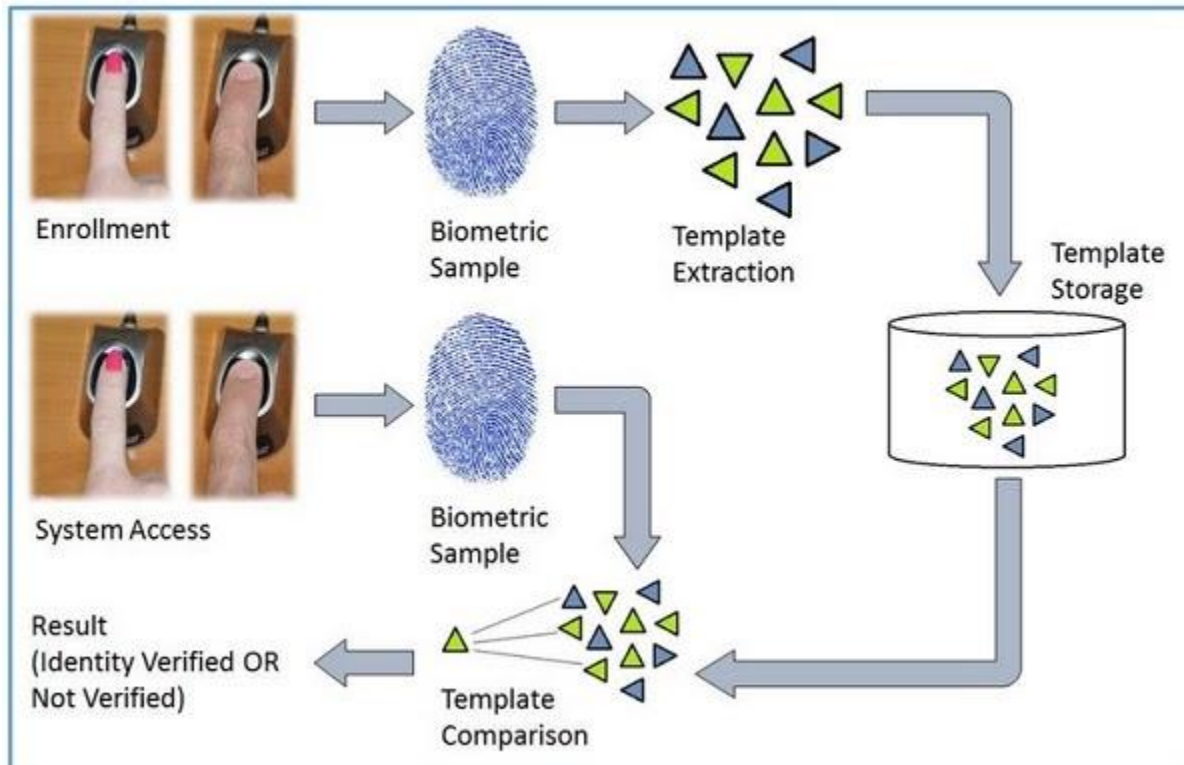 Enrollment
Biometric
Sample
Template
Extraction
Template
Storage
System Access
Biometric
Sample
Result
(Identity Verified OR
Not Verified)
Template
Comparison